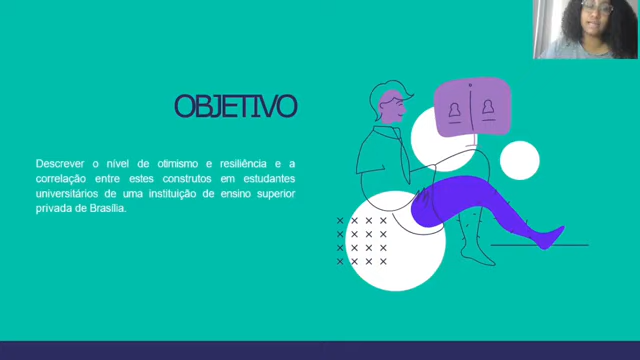 OBJETIVO
Descrever o nível de otimismo e resiliência e a
correlação entre estes construtos em estudantes
universitários de uma instituição de ensino superior
privada de Brasília.